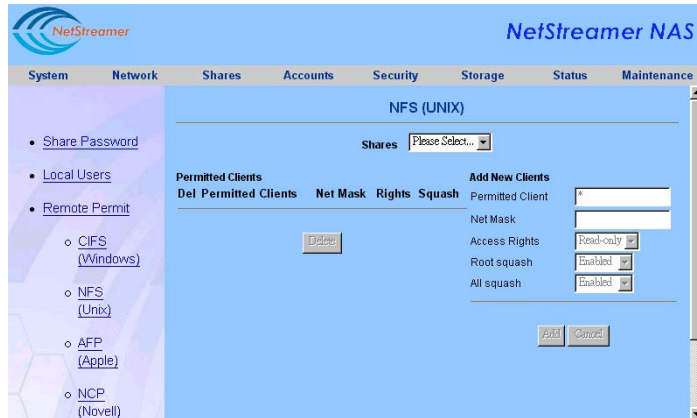 NetStreamer
NetStreamer NAS
System Network Shares Accounts Security Storage Status Maintenance
NFS (UNIX)
Shares Please Select...
• Share Password
• Local Users
• Remote Permit
o CIFS
(Windows)
o NFS
(Unix)
o AFP
(Apple)
o NCP
(Novell)
Permitted Clients
Del Permitted Clients Net Mask Rights Squash
Delete
Add New Clients
Permitted Client *
Net Mask
Access Rights Read-only
Root squash Enabled
All squash Enabled
Add Cancel